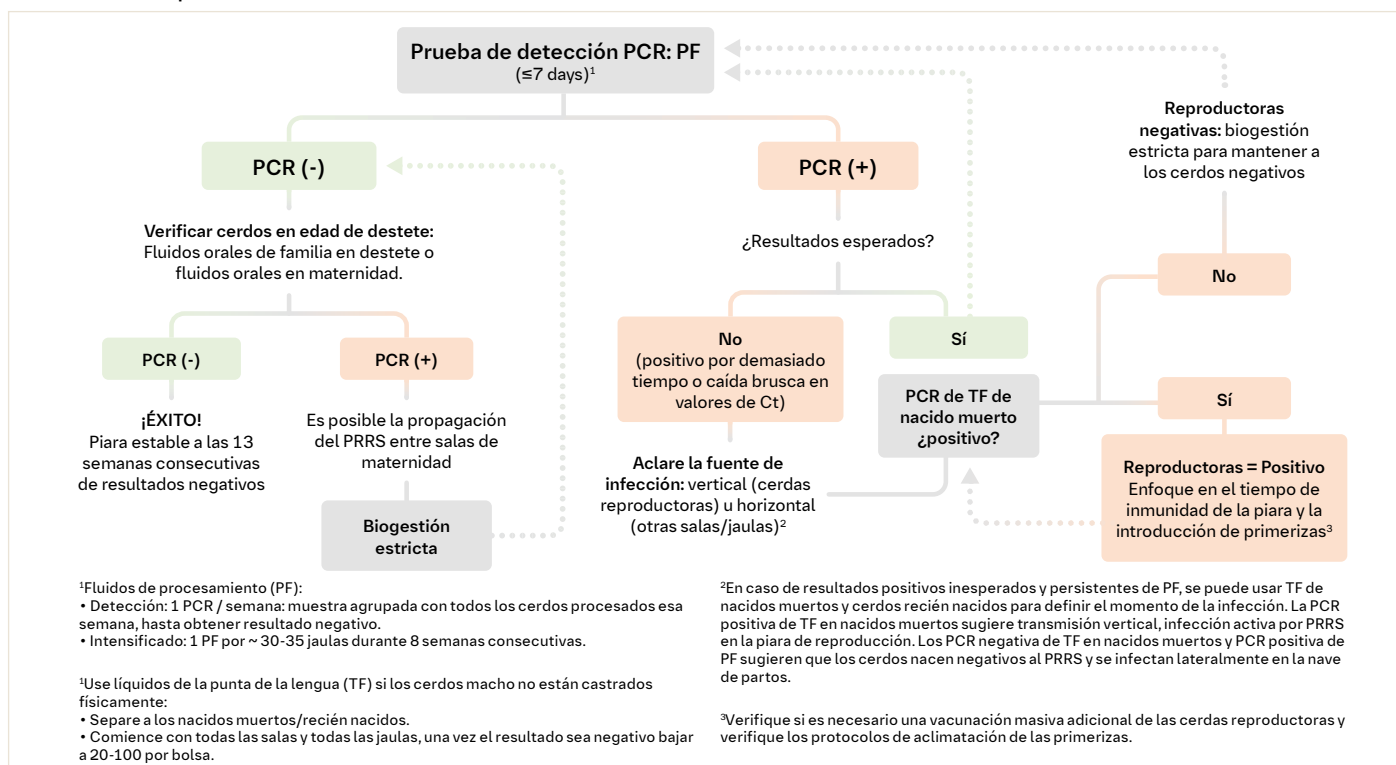 Prueba de detección PCR: PF
(≤7 days)¹
PCR (-)
Verificar cerdos en edad de destete:
Fluidos orales de familia en destete o
fluidos orales en maternidad.
PCR (-)
¡ÉXITO!
Piara estable a las 13
semanas consecutivas
de resultados negativos
PCR (+)
Es posible la propagación
del PRRS entre salas de
maternidad
Biogestión
estricta
PCR (+)
¿Resultados esperados?
No
(positivo por demasiado
tiempo o caída brusca en
valores de Ct)
Aclare la fuente de
infección: vertical (cerdas
reproductoras) u horizontal
(otras salas/jaulas)²
Sí
PCR de TF de
nacido muerto
¿positivo?
Reproductoras
negativas: biogestión
estricta para mantener a
los cerdos negativos
No
Sí
Reproductoras = Positivo
Enfoque en el tiempo de
inmunidad de la piara y la
introducción de primerizas³
¹Fluidos de procesamiento (PF):
• Detección: 1 PCR / semana: muestra agrupada con todos los cerdos procesados esa
semana, hasta obtener resultado negativo.
• Intensificado: 1 PF por ~ 30-35 jaulas durante 8 semanas consecutivas.
¹Use líquidos de la punta de la lengua (TF) si los cerdos macho no están castrados
físicamente:
• Separe a los nacidos muertos/recién nacidos.
• Comience con todas las salas y todas las jaulas, una vez el resultado sea negativo bajar
a 20-100 por bolsa.
²En caso de resultados positivos inesperados y persistentes de PF, se puede usar TF de
nacidos muertos y cerdos recién nacidos para definir el momento de la infección. La PCR
positiva de TF en nacidos muertos sugiere transmisión vertical, infección activa por PRRS
en la piara de reproducción. Los PCR negativa de TF en nacidos muertos y PCR positiva de
PF sugieren que los cerdos nacen negativos al PRRS y se infectan lateralmente en la nave
de partos.
³Verifique si es necesario una vacunación masiva adicional de las cerdas reproductoras y
verifique los protocolos de aclimatación de las primerizas.